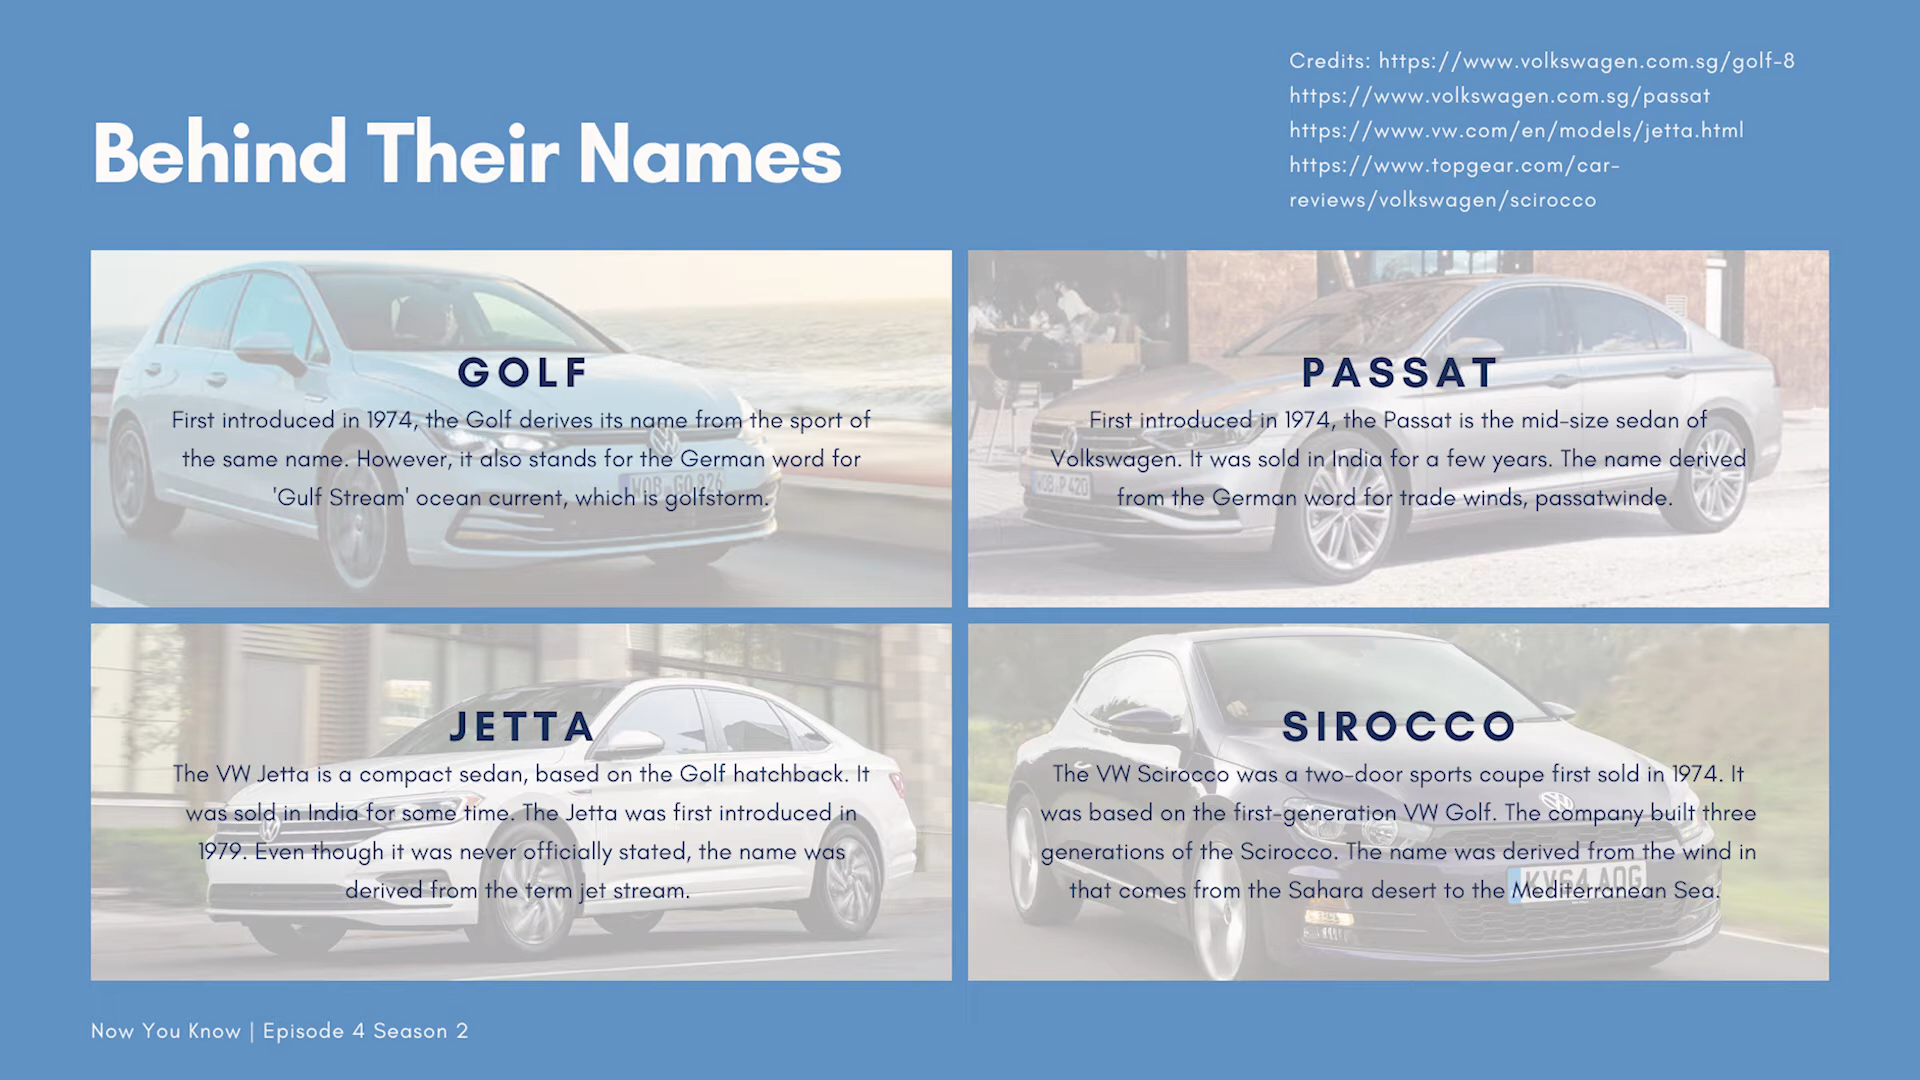 Credits: https://www.volkswagen.com.sg/golf-8
https://www.volkswagen.com.sg/passat
https://www.vw.com/en/models/jetta.html
https://www.topgear.com/car-
reviews/volkswagen/scirocco
Behind Their Names
GOLF
First introduced in 1974, the Golf derives its name from the sport of
the same name. However, it also stands for the German word for
'Gulf Stream' ocean current, which is golfstorm.
WOB GO 826
PASSAT
First introduced in 1974, the Passat is the mid-size sedan of
Volkswagen. It was sold in India for a few years. The name derived
from the German word for trade winds, passatwinde.
WOB P 420
JETTA
The VW Jetta is a compact sedan, based on the Golf hatchback. It
was sold in India for some time. The Jetta was first introduced in
1979. Even though it was never officially stated, the name was
derived from the term jet stream.
SIROCCO
The VW Scirocco was a two-door sports coupe first sold in 1974. It
was based on the first-generation VW Golf. The company built three
generations of the Scirocco. The name was derived from the wind in
that comes from the Sahara desert to the Mediterranean Sea.
KV64 AOG
Now You Know | Episode 4 Season 2